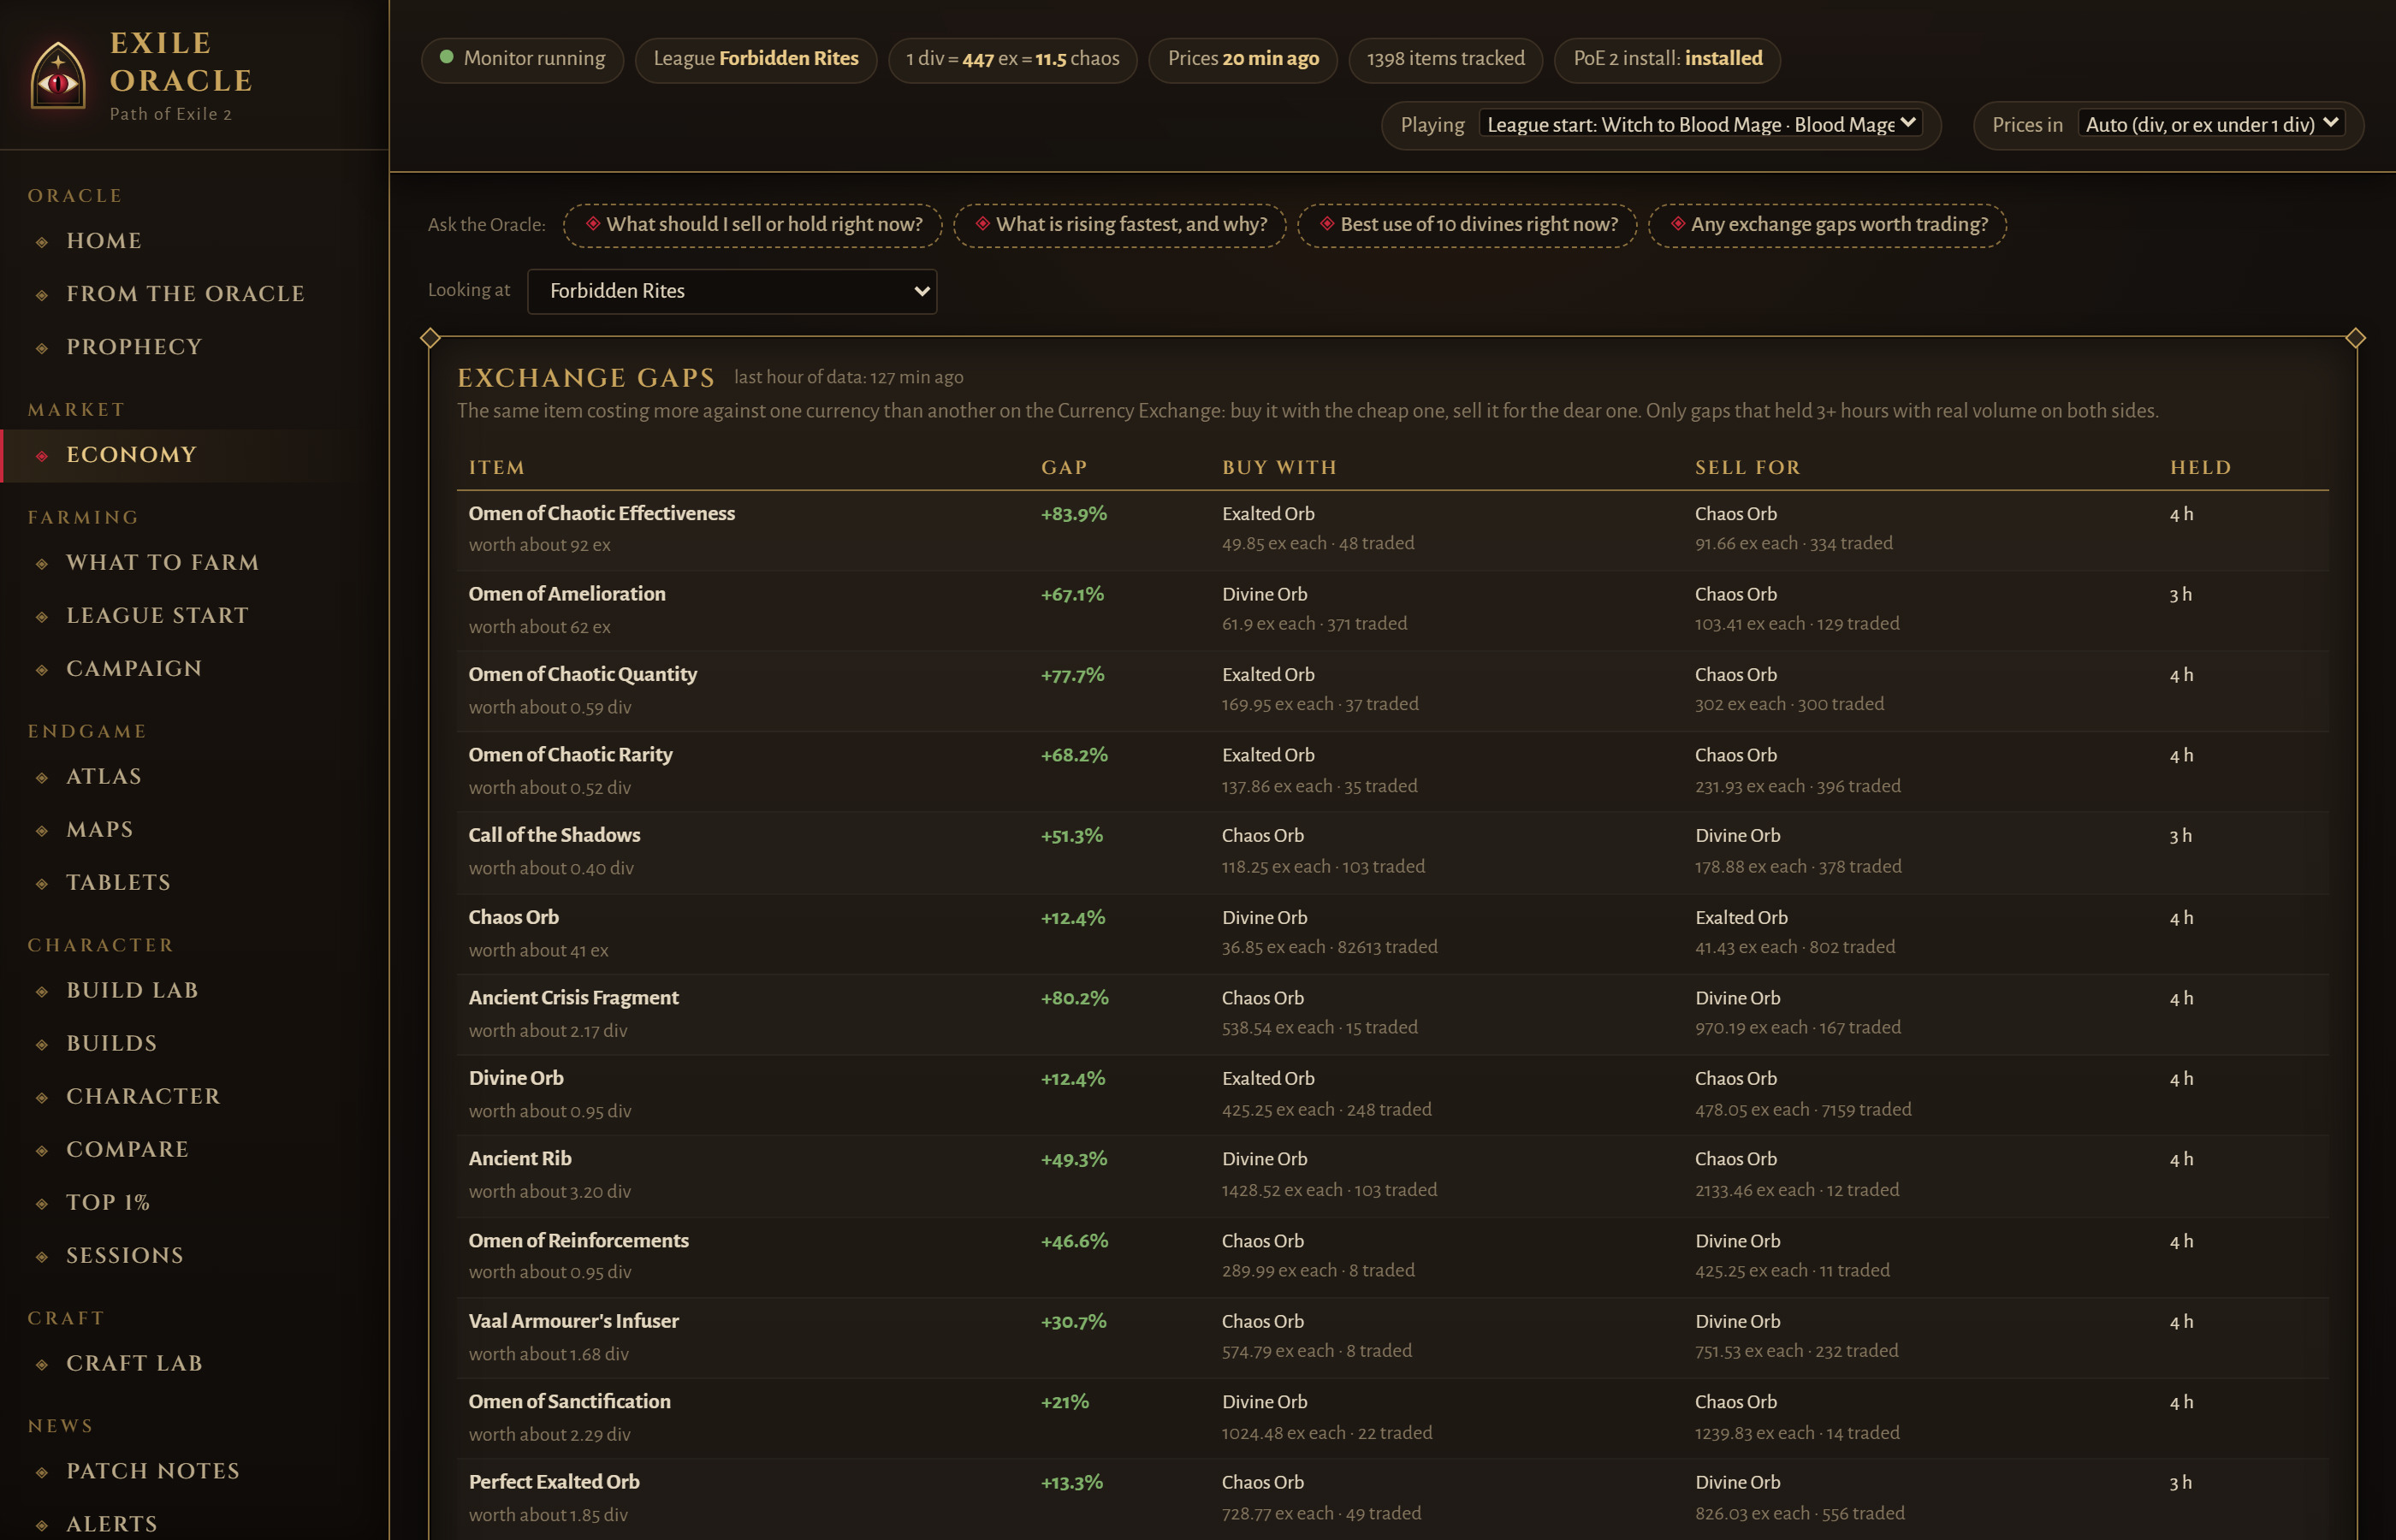 EXILE
ORACLE
Path of Exile 2
ORACLE
HOME
FROM THE ORACLE
PROPHECY
MARKET
ECONOMY
FARMING
WHAT TO FARM
LEAGUE START
CAMPAIGN
ENDGAME
ATLAS
MAPS
TABLETS
CHARACTER
BUILD LAB
BUILDS
CHARACTER
COMPARE
TOP 1%
SESSIONS
CRAFT
CRAFT LAB
NEWS
PATCH NOTES
ALERTS
Monitor running
League Forbidden Rites
1 div = 447 ex = 11.5 chaos
Prices 20 min ago
1398 items tracked
PoE 2 install: installed
Playing League start: Witch to Blood Mage · Blood Mage
Prices in Auto (div, or ex under 1 div)
Ask the Oracle:
What should I sell or hold right now?
What is rising fastest, and why?
Best use of 10 divines right now?
Any exchange gaps worth trading?
Looking at Forbidden Rites
EXCHANGE GAPS last hour of data: 127 min ago
The same item costing more against one currency than another on the Currency Exchange: buy it with the cheap one, sell it for the dear one. Only gaps that held 3+ hours with real volume on both sides.
ITEM GAP BUY WITH SELL FOR HELD
Omen of Chaotic Effectiveness +83.9% Exalted Orb Chaos Orb 4 h
worth about 92 ex 49.85 ex each · 48 traded 91.66 ex each · 334 traded
Omen of Amelioration +67.1% Divine Orb Chaos Orb 3 h
worth about 62 ex 61.9 ex each · 371 traded 103.41 ex each · 129 traded
Omen of Chaotic Quantity +77.7% Exalted Orb Chaos Orb 4 h
worth about 0.59 div 169.95 ex each · 37 traded 302 ex each · 300 traded
Omen of Chaotic Rarity +68.2% Exalted Orb Chaos Orb 4 h
worth about 0.52 div 137.86 ex each · 35 traded 231.93 ex each · 396 traded
Call of the Shadows +51.3% Chaos Orb Divine Orb 3 h
worth about 0.40 div 118.25 ex each · 103 traded 178.88 ex each · 378 traded
Chaos Orb +12.4% Divine Orb Exalted Orb 4 h
worth about 41 ex 36.85 ex each · 82613 traded 41.43 ex each · 802 traded
Ancient Crisis Fragment +80.2% Chaos Orb Divine Orb 4 h
worth about 2.17 div 538.54 ex each · 15 traded 970.19 ex each · 167 traded
Divine Orb +12.4% Exalted Orb Chaos Orb 4 h
worth about 0.95 div 425.25 ex each · 248 traded 478.05 ex each · 7159 traded
Ancient Rib +49.3% Divine Orb Chaos Orb 4 h
worth about 3.20 div 1428.52 ex each · 103 traded 2133.46 ex each · 12 traded
Omen of Reinforcements +46.6% Chaos Orb Divine Orb 4 h
worth about 0.95 div 289.99 ex each · 8 traded 425.25 ex each · 11 traded
Vaal Armourer's Infuser +30.7% Chaos Orb Divine Orb 4 h
worth about 1.68 div 574.79 ex each · 8 traded 751.53 ex each · 232 traded
Omen of Sanctification +21% Divine Orb Chaos Orb 4 h
worth about 2.29 div 1024.48 ex each · 22 traded 1239.83 ex each · 14 traded
Perfect Exalted Orb +13.3% Chaos Orb Divine Orb 3 h
worth about 1.85 div 728.77 ex each · 49 traded 826.03 ex each · 556 traded